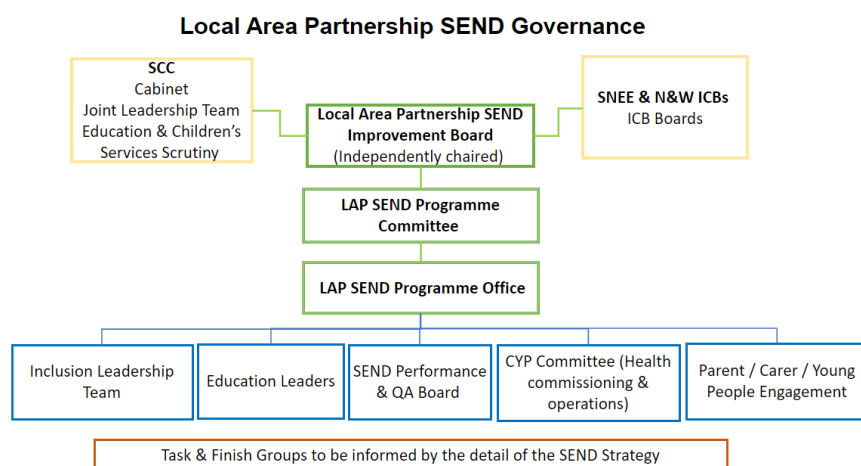 Local Area Partnership SEND Governance
SCC
Cabinet
Joint Leadership Team
Education & Children’s
Services Scrutiny
Local Area Partnership SEND
Improvement Board
(Independently chaired)
SNEE & N&W ICBs
ICB Boards
LAP SEND Programme
Committee
LAP SEND Programme Office
Inclusion Leadership
Team
Education Leaders
SEND Performance
& QA Board
CYP Committee (Health
commissioning &
operations)
Parent / Carer / Young
People Engagement
Task & Finish Groups to be informed by the detail of the SEND Strategy